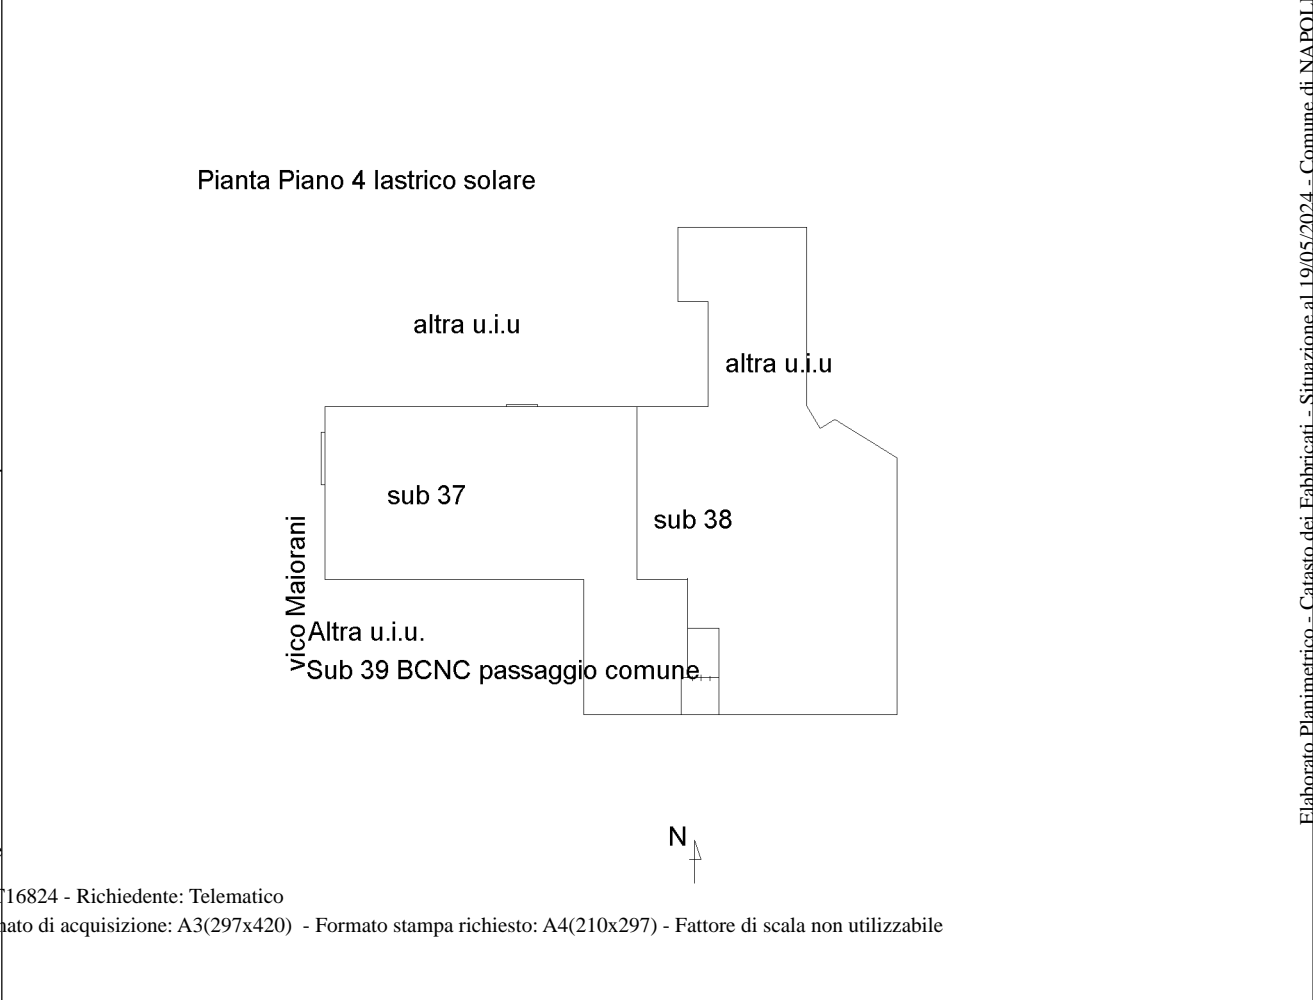 Pianta Piano 4 lastrico solare
altra u.i.u
altra u.i.u
sub 37
sub 38
vico Maiorani
Altra u.i.u.
Sub 39 BCNC passaggio comune
N
T16824 - Richiedente: Telematico
mato di acquisizione: A3(297x420) - Formato stampa richiesto: A4(210x297) - Fattore di scala non utilizzabile
Elaborato Planimetrico - Catasto dei Fabbricati - Situazione al 19/05/2024 - Comune di NAPOLI